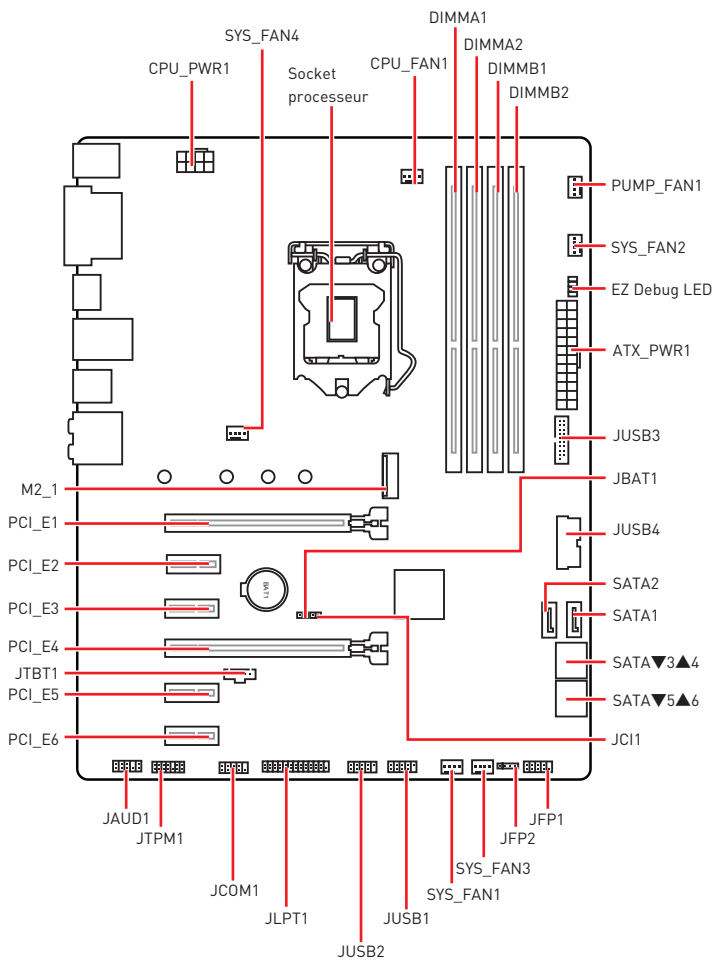 DIMMA1
SYS_FAN4
DIMMA2
CPU_PWR1
Socket
processeur
CPU_FAN1
DIMMB1
DIMMB2
PUMP_FAN1
SYS_FAN2
EZ Debug LED
ATX_PWR1
JUSB3
JBAT1
M2_1
PCI_E1
JUSB4
PCI_E2
SATA2
BAT1
PCI_E3
SATA1
PCI_E4
SATA▼3▲4
JTBT1
PCI_E5
SATA▼5▲6
PCI_E6
JCI1
JAUD1
JTPM1
JFP1
JFP2
SYS_FAN3
JCOM1
SYS_FAN1
JLPT1
JUSB1
JUSB2